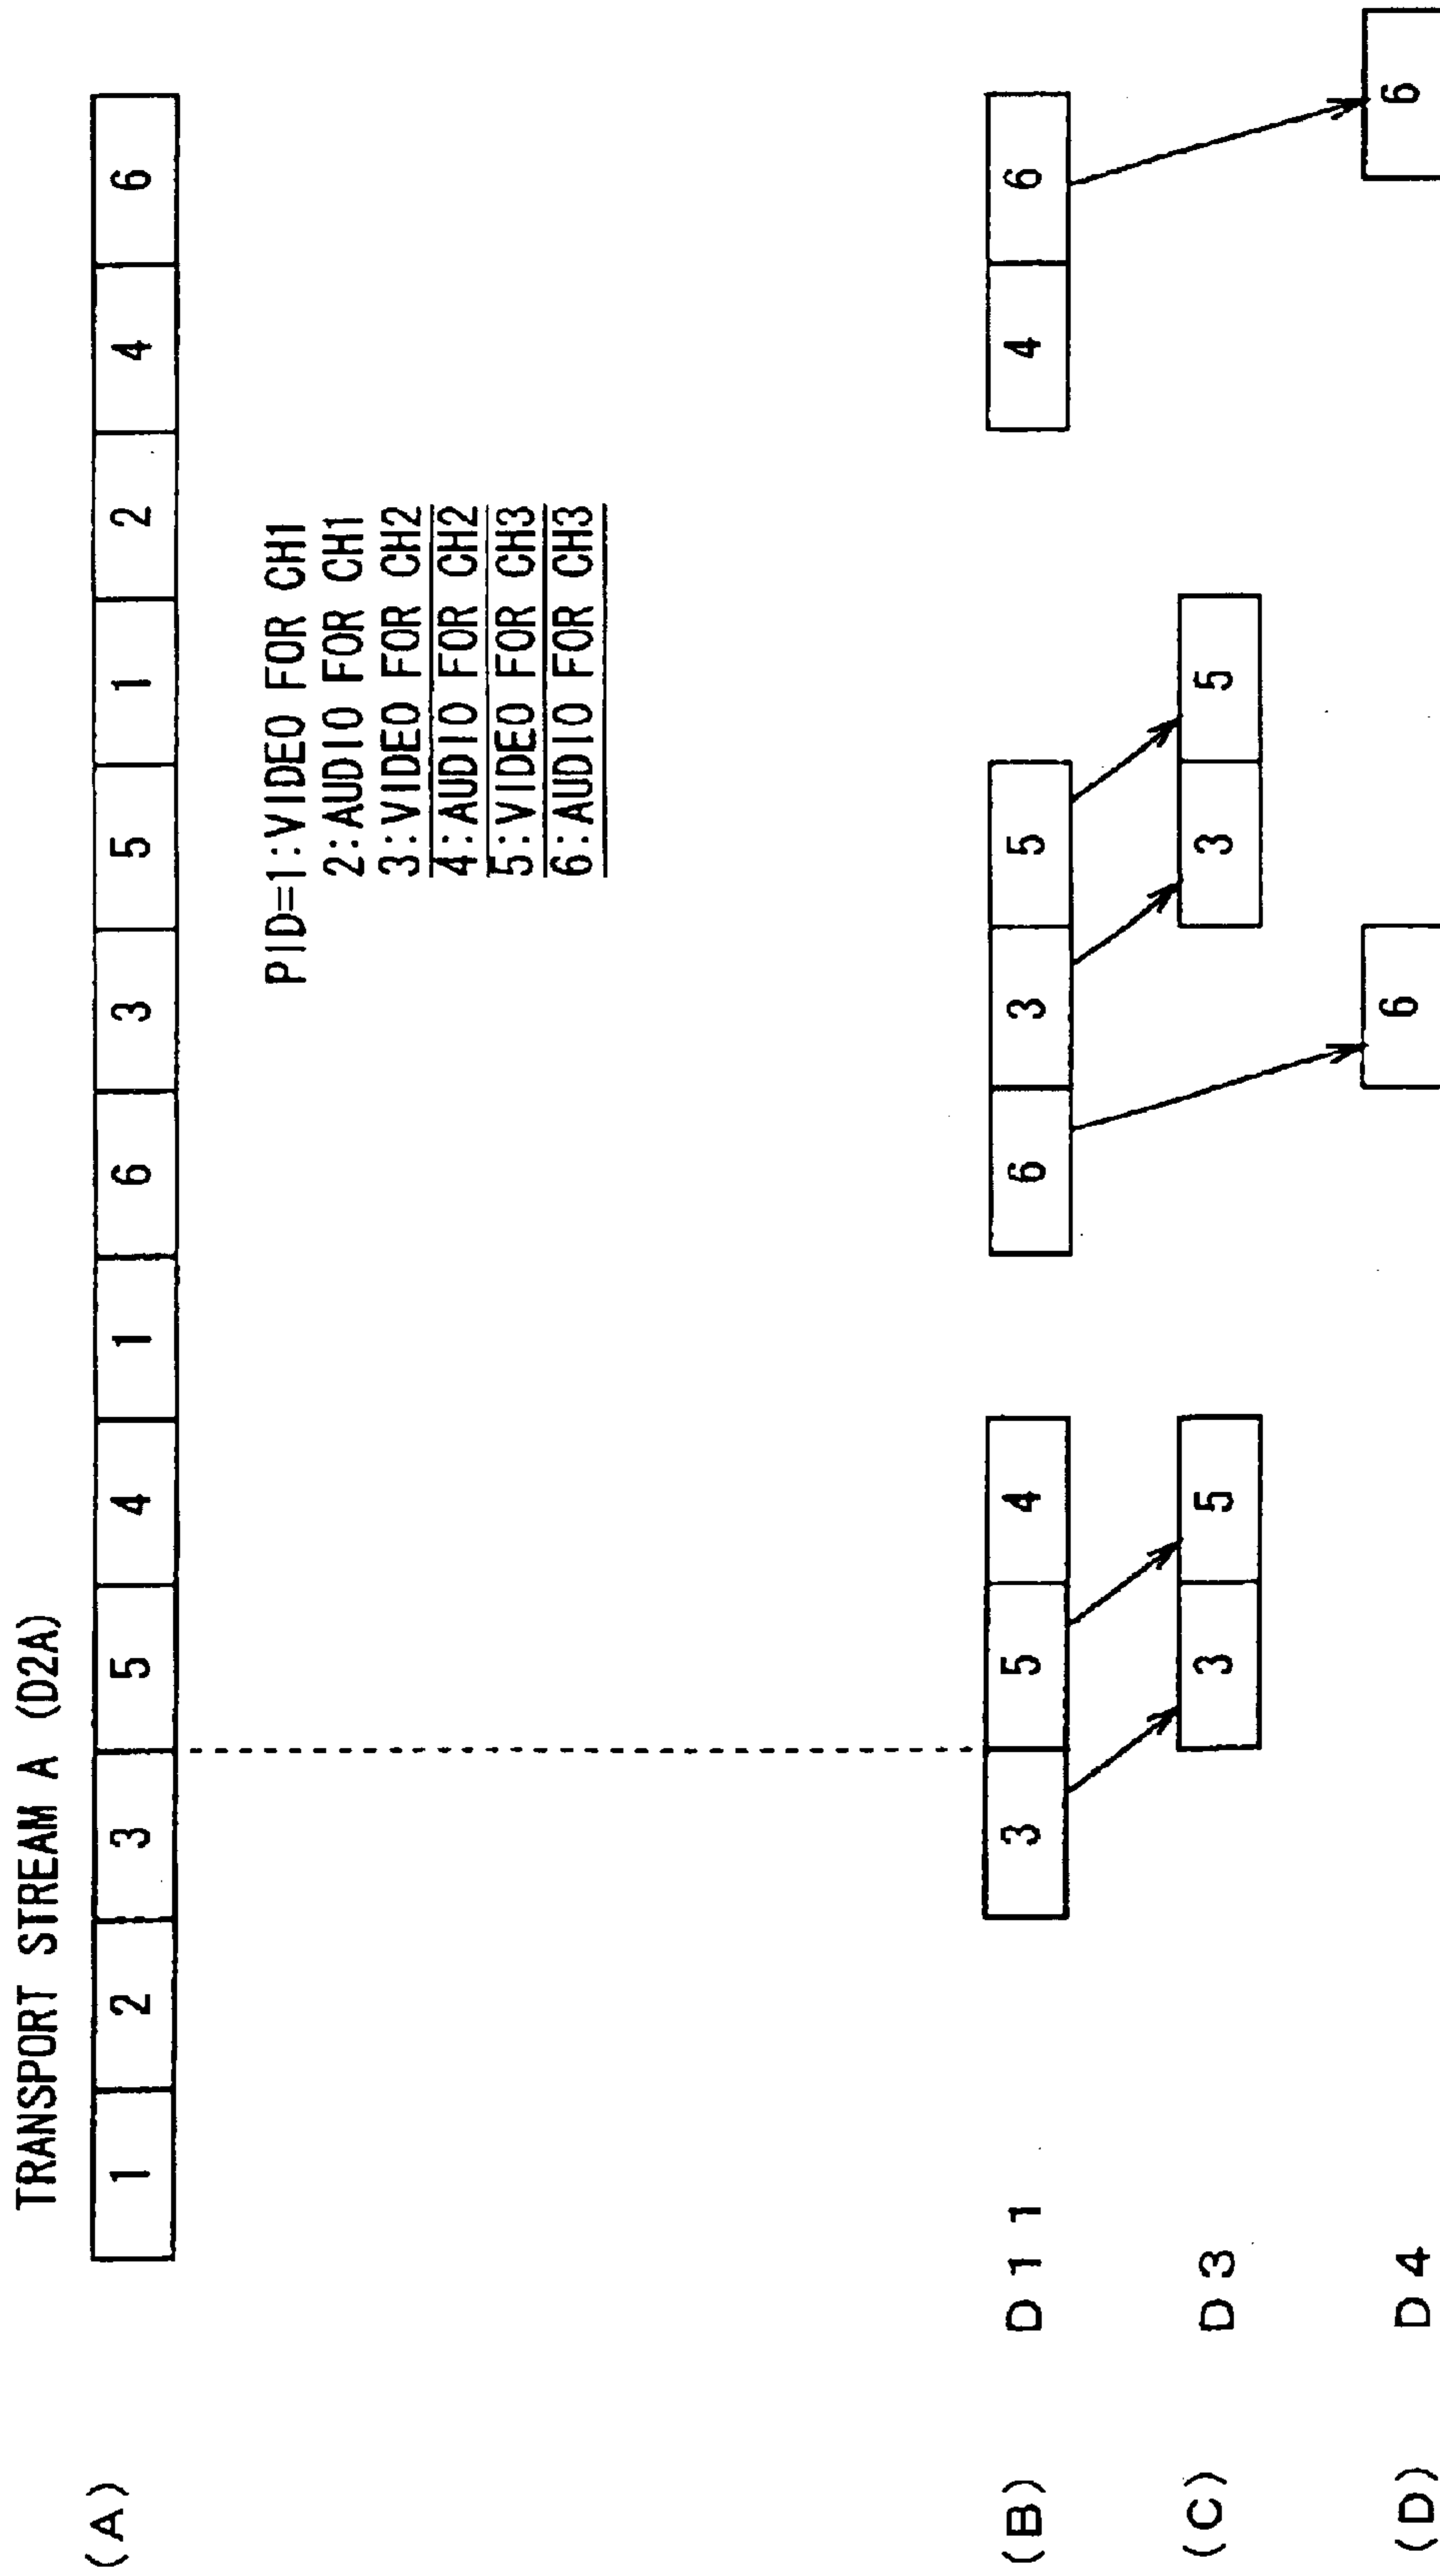 TRANSPORT STREAM A (D2A)
(A) 1 2 3 5 4 1 6 3 5 1 2 4 6
PID=1:VIDEO FOR CH1
2:AUDIO FOR CH1
3:VIDEO FOR CH2
4:AUDIO FOR CH2
5:VIDEO FOR CH3
6:AUDIO FOR CH3
(B) D11 3 5 4 6 3 5 4 6
(C) D3 3 5 3 5
(D) D4 6 6